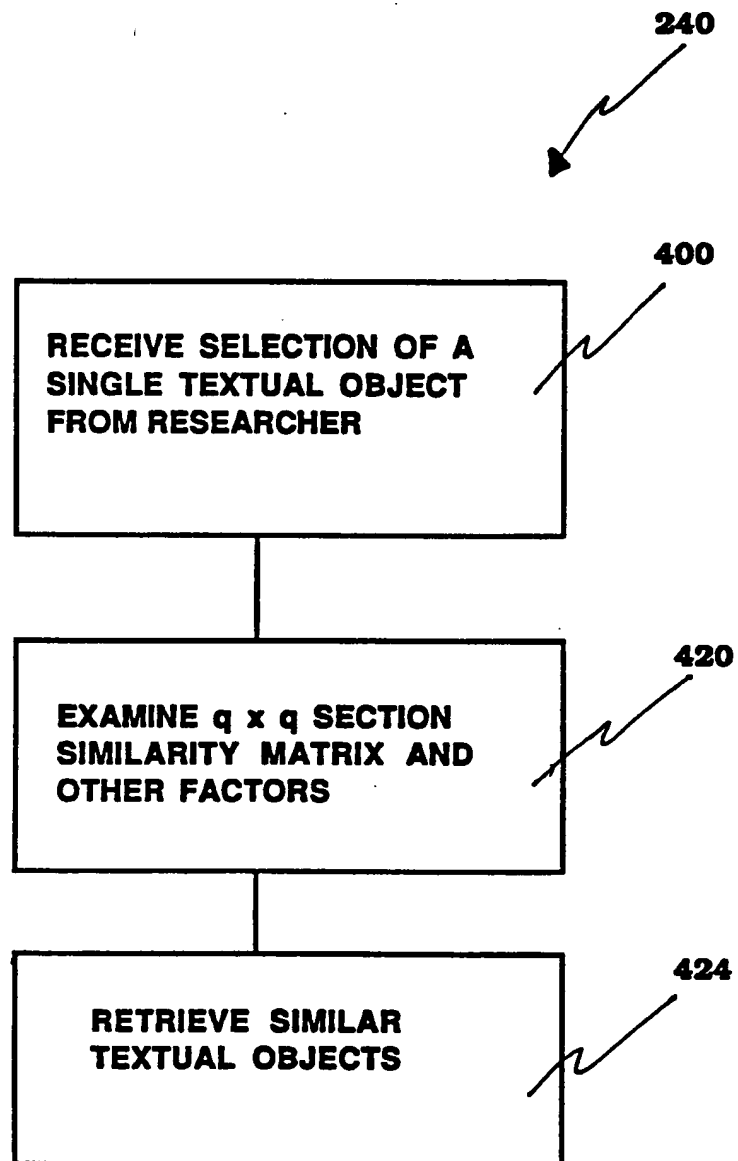 240
400
RECEIVE SELECTION OF A
SINGLE TEXTUAL OBJECT
FROM RESEARCHER
420
EXAMINE q x q SECTION
SIMILARITY MATRIX AND
OTHER FACTORS
424
RETRIEVE SIMILAR
TEXTUAL OBJECTS